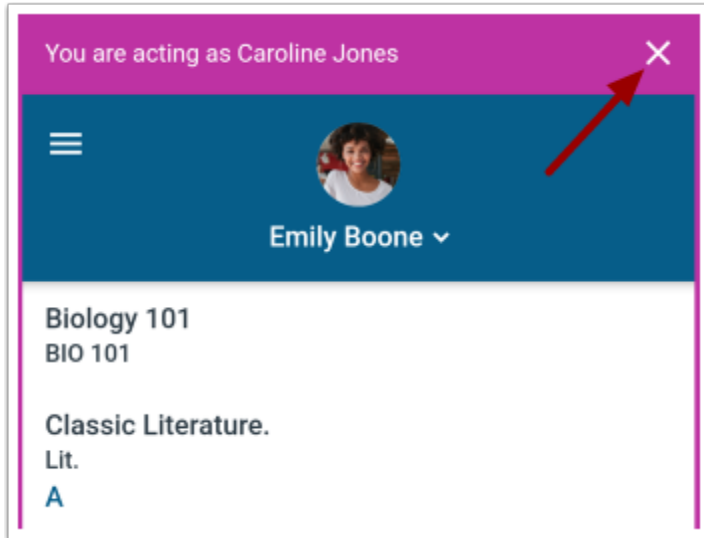 You are acting as Caroline Jones
Emily Boone
Biology 101
BIO 101
Classic Literature.
Lit.
A